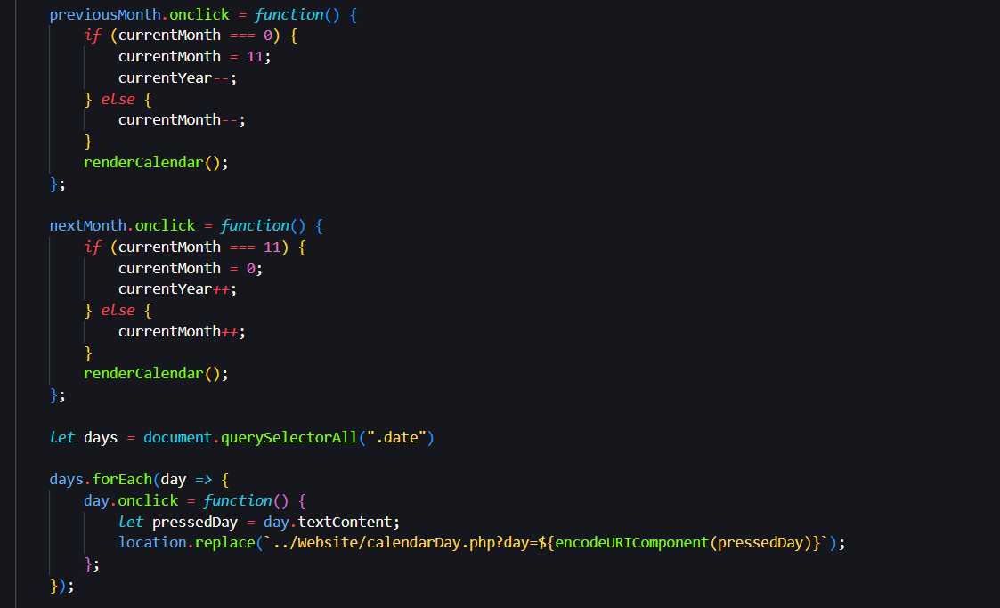 previousMonth.onclick = function() {
if (currentMonth === 0) {
currentMonth = 11;
currentYear--;
} else {
currentMonth--;
}
renderCalendar();
};
nextMonth.onclick = function() {
if (currentMonth === 11) {
currentMonth = 0;
currentYear++;
} else {
currentMonth++;
}
renderCalendar();
};
let days = document.querySelectorAll(".date")
days.forEach(day => {
day.onclick = function() {
let pressedDay = day.textContent;
location.replace(`../Website/calendarDay.php?day=${encodeURIComponent(pressedDay)}`);
};
});